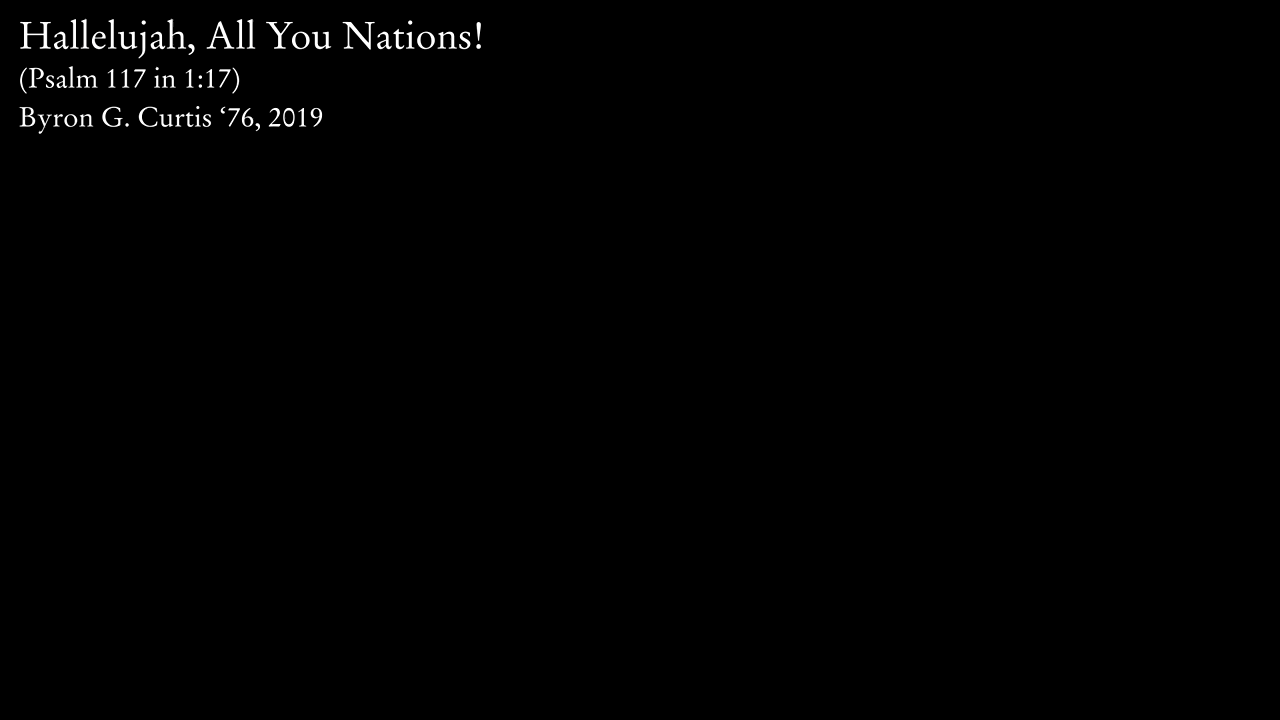 Hallelujah, All You Nations!
(Psalm 117 in 1:17)
Byron G. Curtis ‘76, 2019